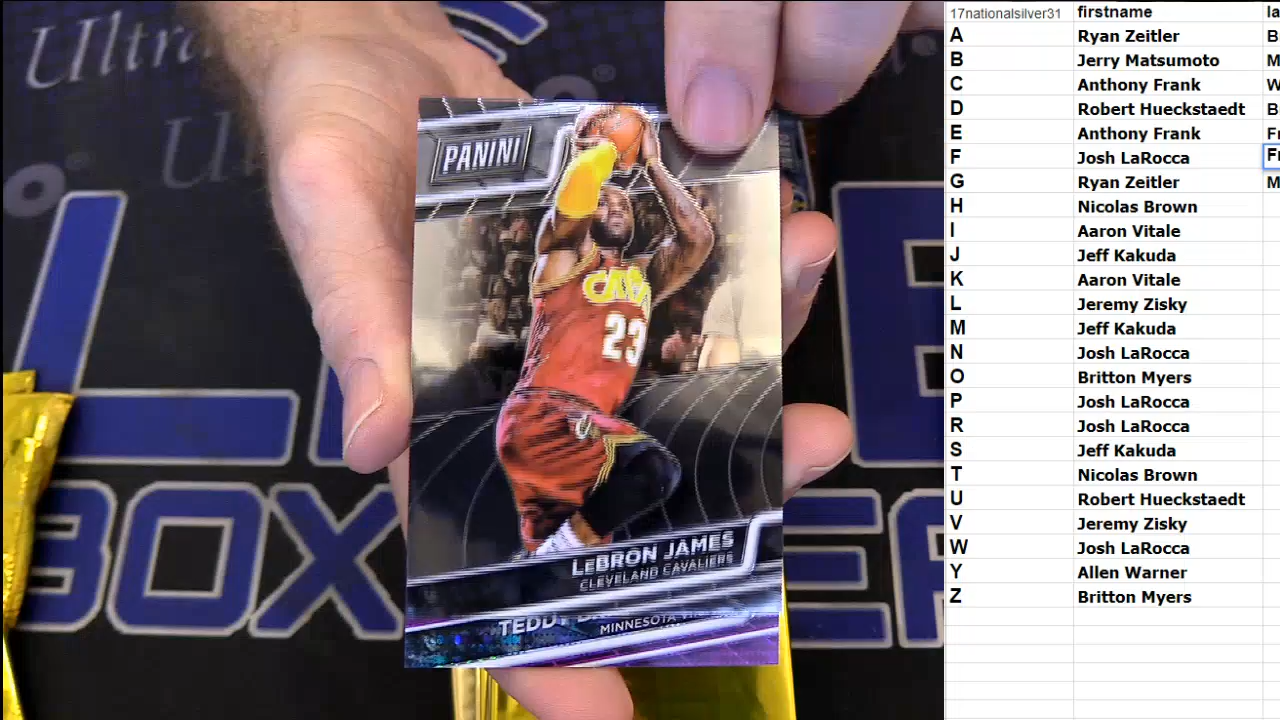 Ultra
PANINI
CAVS
23
LeBRON JAMES
CLEVELAND CAVALIERS
TEDDY
MINNESOTA
BOX
17nationalsilver31 firstname
A Ryan Zeitler
B Jerry Matsumoto
C Anthony Frank
D Robert Hueckstaedt
E Anthony Frank
F Josh LaRocca
G Ryan Zeitler
H Nicolas Brown
I Aaron Vitale
J Jeff Kakuda
K Aaron Vitale
L Jeremy Zisky
M Jeff Kakuda
N Josh LaRocca
O Britton Myers
P Josh LaRocca
R Josh LaRocca
S Jeff Kakuda
T Nicolas Brown
U Robert Hueckstaedt
V Jeremy Zisky
W Josh LaRocca
Y Allen Warner
Z Britton Myers